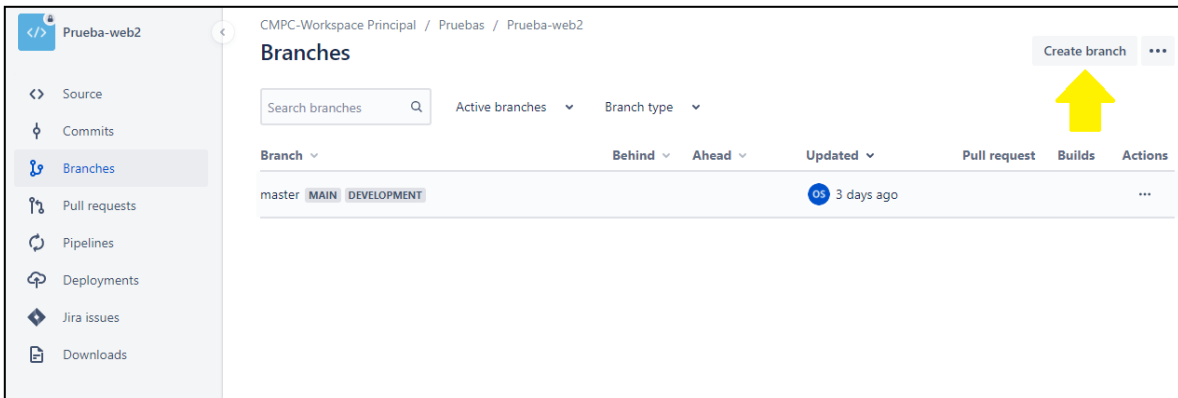 Prueba-web2
Source
Commits
Branches
Pull requests
Pipelines
Deployments
Jira issues
Downloads
CMPC-Workspace Principal / Pruebas / Prueba-web2
Branches
Create branch
Search branches Active branches Branch type
Branch Behind Ahead Updated Pull request Builds Actions
master MAIN DEVELOPMENT OS 3 days ago